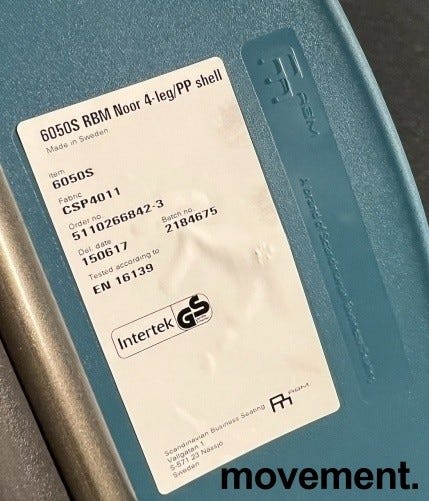 6050S RBM Noor 4-leg/PP shell
Made in Sweden
Item
6050S
Fabric
CSP4011
Order no
5110266842-3
Del. date
150617
Batch no
2184675
Tested according to
EN 16139
Intertek GS
Scandinavian Business Seating
Vallgatan 1
S-571 23 Nässjö
Sweden
RBM
RBM
movement.